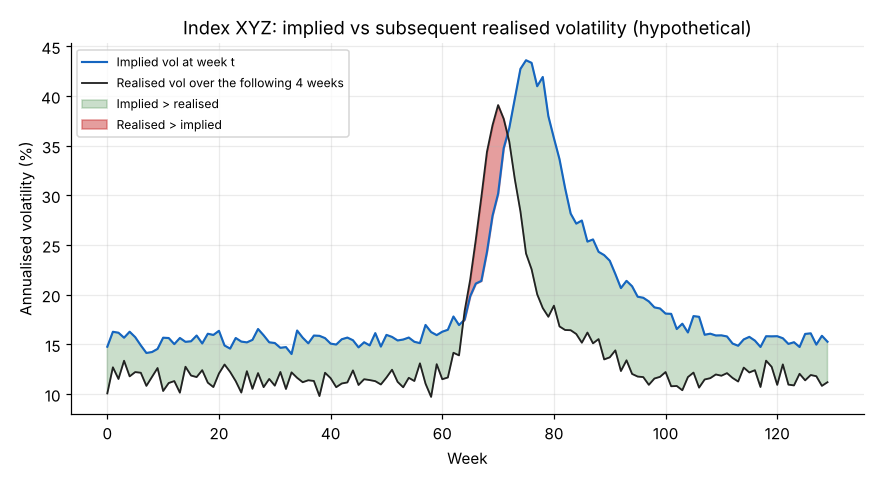 Index XYZ: implied vs subsequent realised volatility (hypothetical)
Implied vol at week t
Realised vol over the following 4 weeks
Implied > realised
Realised > implied
Annualised volatility (%)
45
40
35
30
25
20
15
10
0 20 40 60 80 100 120
Week